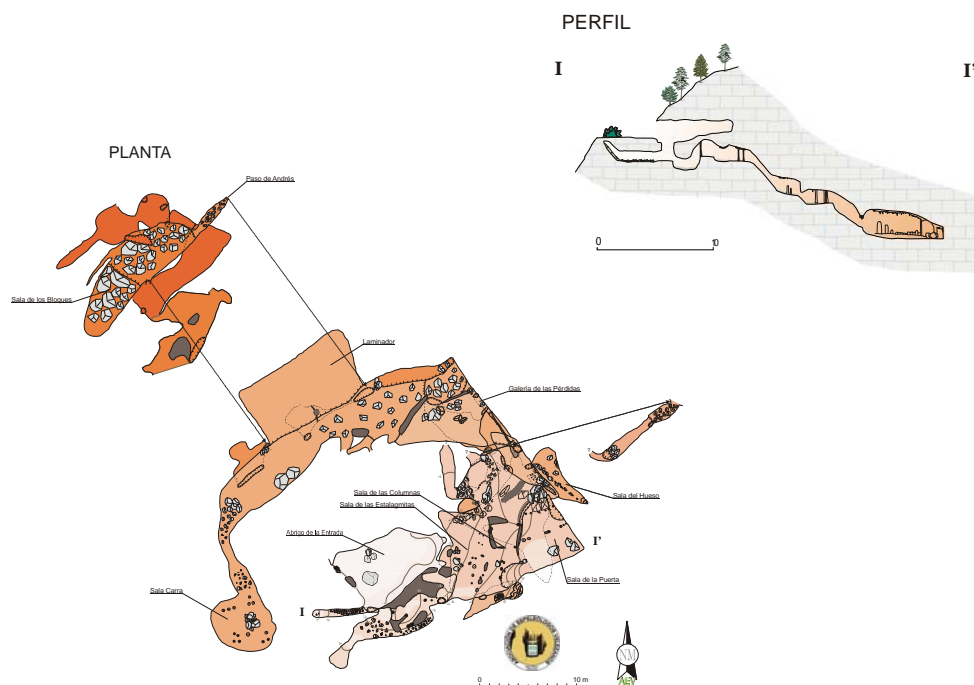 PERFIL
I
I'
PLANTA
Paso de Andrés
0
10
Sala de los Bloques
Laminador
Galería de las Pérdidas
Sala de las Columnas
Sala del Hueso
Sala de las Estalagmitas
Abrigo de la Entrada
I'
Sala de la Puerta
Sala Carra
I
NM
0
10 m
AEV